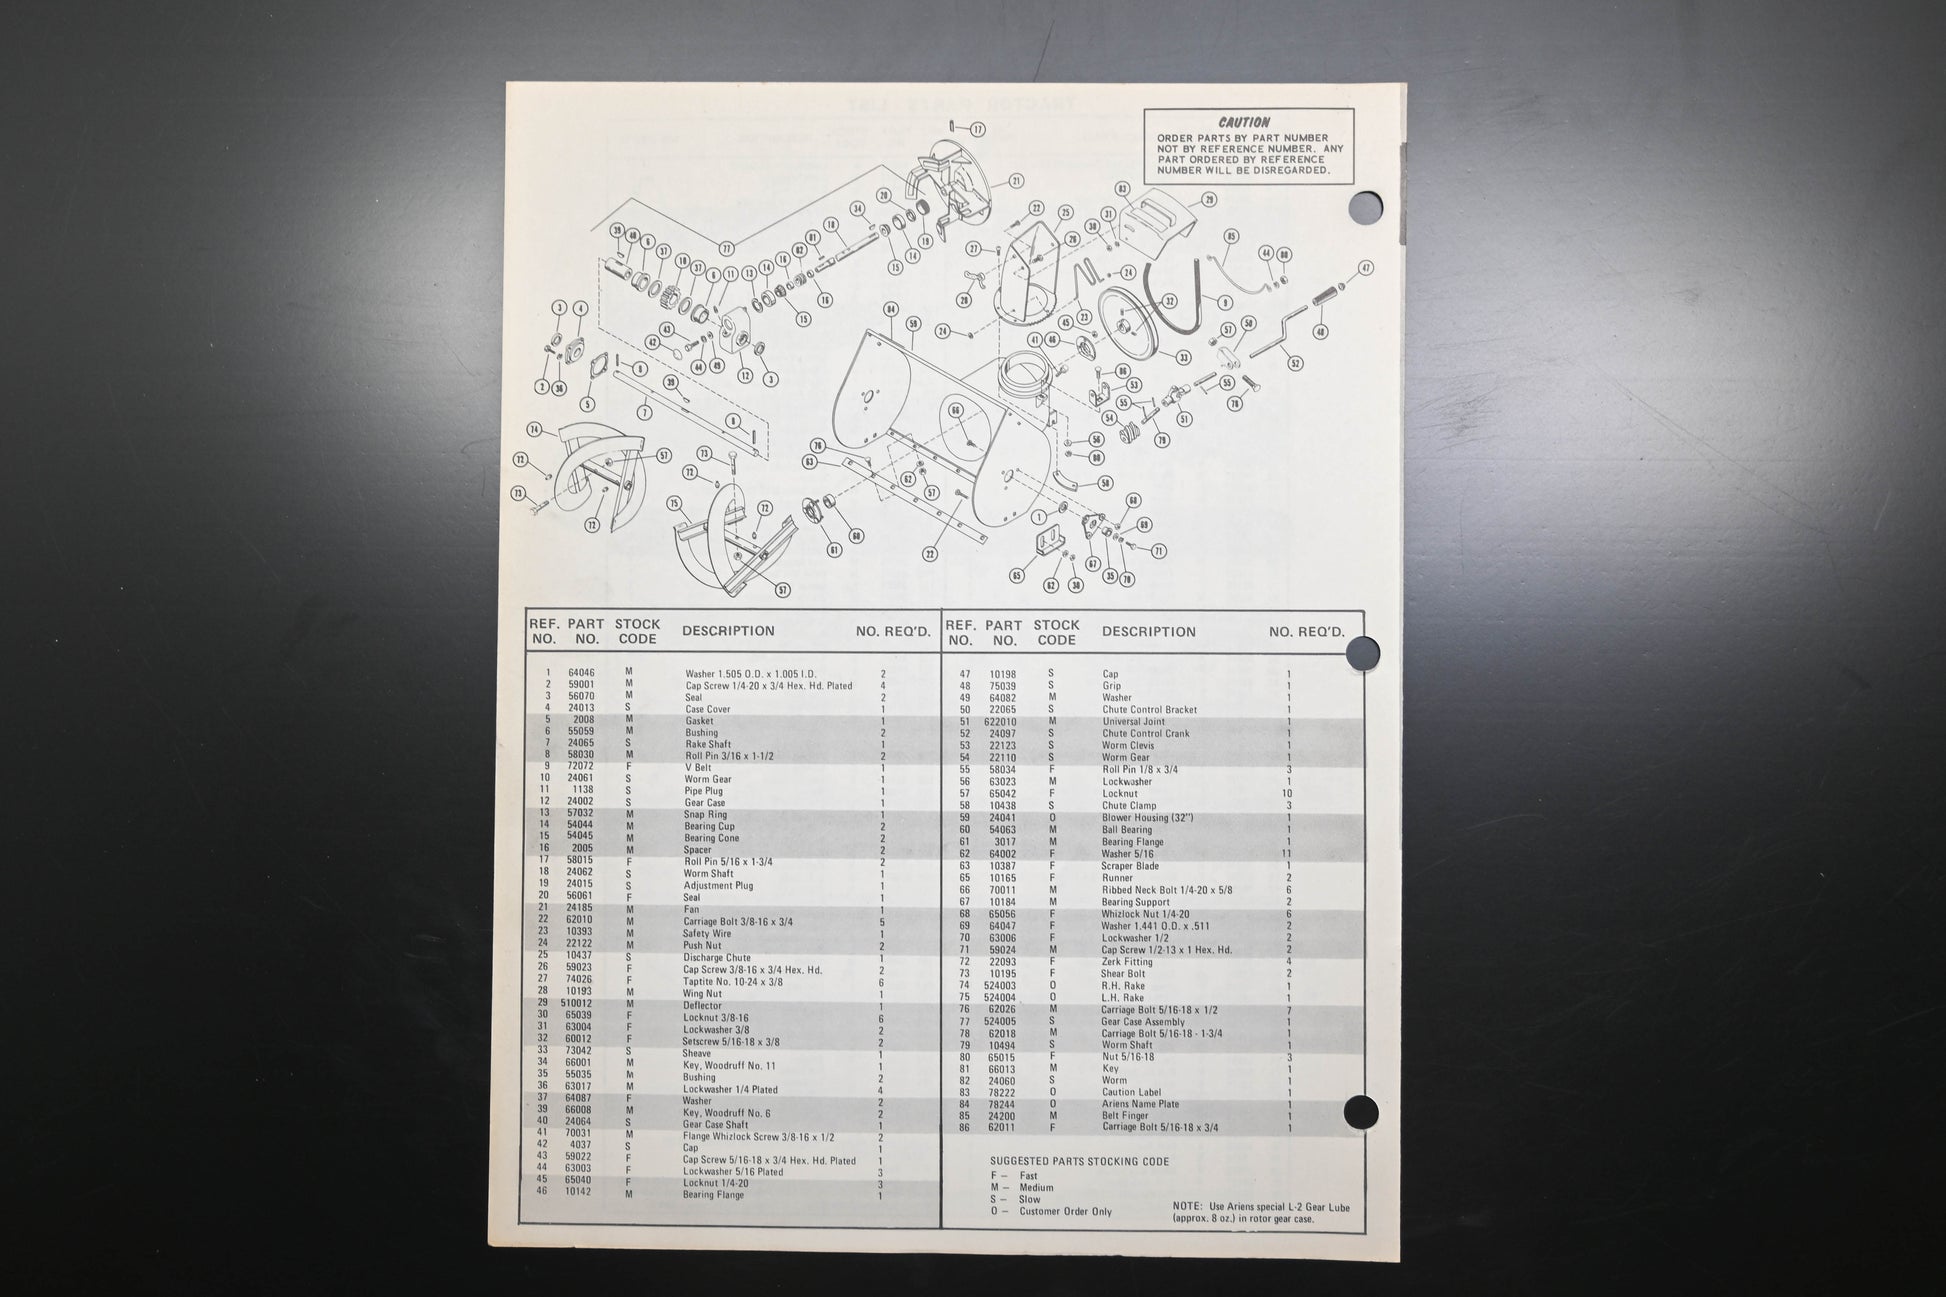 CAUTION
ORDER PARTS BY PART NUMBER
NOT BY REFERENCE NUMBER. ANY
PART ORDERED BY REFERENCE
NUMBER WILL BE DISREGARDED.
REF. NO. PART NO. STOCK CODE DESCRIPTION NO. REQ'D.
1 64046 M Washer 1.505 O.D. x 1.005 I.D. 2
2 59001 M Cap Screw 1/4-20 x 3/4 Hex. Hd. Plated 4
3 56070 M Seal 2
4 24013 S Case Cover 1
5 2008 M Gasket 1
6 55059 M Bushing 2
7 24065 S Rake Shaft 1
8 58030 M Roll Pin 3/16 x 1-1/2 2
9 72072 F V Belt 1
10 24061 S Worm Gear 1
11 1138 S Pipe Plug 1
12 24002 S Gear Case 1
13 57032 M Snap Ring 1
14 54044 M Bearing Cup 2
15 54045 M Bearing Cone 2
16 2005 M Spacer 2
17 58015 F Roll Pin 5/16 x 1-3/4 2
18 24062 S Worm Shaft 1
19 24015 S Adjustment Plug 1
20 56061 F Seal 1
21 24185 M Fan 1
22 62010 M Carriage Bolt 3/8-16 x 3/4 5
23 10393 M Safety Wire 1
24 22122 M Push Nut 2
25 10437 S Discharge Chute 1
26 59023 F Cap Screw 3/8-16 x 3/4 Hex. Hd. 2
27 74026 F Taptite No. 10-24 x 3/8 6
28 10193 M Wing Nut 1
29 510012 M Deflector 1
30 65039 F Locknut 3/8-16 6
31 63004 F Lockwasher 3/8 2
32 60012 F Setscrew 5/16-18 x 3/8 2
33 73042 S Sheave 1
34 66001 M Key, Woodruff No. 11 1
35 55035 M Bushing 2
36 63017 M Lockwasher 1/4 Plated 4
37 64087 F Washer 2
39 66008 M Key, Woodruff No. 6 2
40 24064 S Gear Case Shaft 1
41 70031 M Flange Whizlock Screw 3/8-16 x 1/2 2
42 4037 S Cap 1
43 59022 F Cap Screw 5/16-18 x 3/4 Hex. Hd. Plated 1
44 63003 F Lockwasher 5/16 Plated 3
45 65040 F Locknut 1/4-20 3
46 10142 M Bearing Flange 1
REF. NO. PART NO. STOCK CODE DESCRIPTION NO. REQ'D.
47 10198 S Cap 1
48 75039 S Grip 1
49 64082 M Washer 1
50 22065 S Chute Control Bracket 1
51 622010 M Universal Joint 1
52 24097 S Chute Control Crank 1
53 22123 S Worm Clevis 1
54 22110 S Worm Gear 1
55 58034 F Roll Pin 1/8 x 3/4 3
56 63023 M Lockwasher 1
57 65042 F Locknut 10
58 10438 S Chute Clamp 3
59 24041 O Blower Housing (32") 1
60 54063 M Ball Bearing 1
61 3017 M Bearing Flange 1
62 64002 F Washer 5/16 11
63 10387 F Scraper Blade 1
65 10165 F Runner 2
66 70011 M Ribbed Neck Bolt 1/4-20 x 5/8 6
67 10184 M Bearing Support 2
68 65056 F Whizlock Nut 1/4-20 6
69 64047 F Washer 1.441 O.D. x .511 2
70 63006 F Lockwasher 1/2 2
71 59024 M Cap Screw 1/2-13 x 1 Hex. Hd. 2
72 22093 F Zerk Fitting 4
73 10195 F Shear Bolt 2
74 524003 O R.H. Rake 1
75 524004 O L.H. Rake 1
76 62026 M Carriage Bolt 5/16-18 x 1/2 7
77 524005 S Gear Case Assembly 1
78 62018 M Carriage Bolt 5/16-18 - 1-3/4 1
79 10494 S Worm Shaft 1
80 65015 F Nut 5/16-18 3
81 66013 M Key 1
82 24060 S Worm 1
83 78222 O Caution Label 1
84 78244 O Ariens Name Plate 1
85 24200 M Belt Finger 1
86 62011 F Carriage Bolt 5/16-18 x 3/4 1
SUGGESTED PARTS STOCKING CODE
F – Fast
M – Medium
S – Slow
O – Customer Order Only
NOTE: Use Ariens special L-2 Gear Lube
(approx. 8 oz.) in rotor gear case.